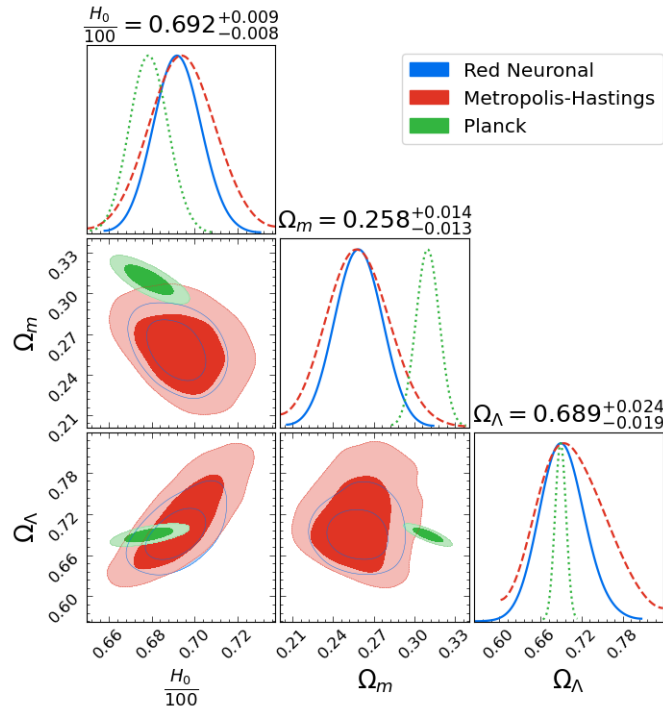 H₀/100 = 0.692 +0.009 −0.008
Red Neuronal
Metropolis-Hastings
Planck
Ωₘ = 0.258 +0.014 −0.013
0.33
0.30
0.27
0.24
0.21
Ωₘ
Ω_Λ = 0.689 +0.024 −0.019
0.78
0.72
0.66
0.60
Ω_Λ
0.66 0.68 0.70 0.72
0.21 0.24 0.27 0.30 0.33
0.60 0.66 0.72 0.78
H₀/100
Ωₘ
Ω_Λ